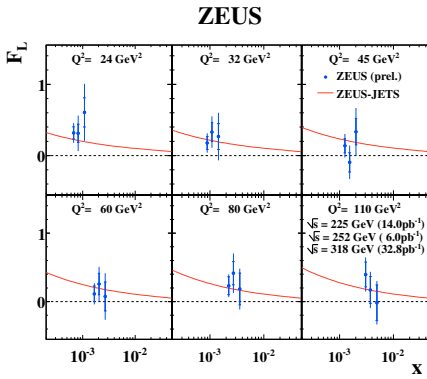 ZEUS
F_L
Q²= 24 GeV²
Q²= 32 GeV²
Q²= 45 GeV²
ZEUS (prel.)
ZEUS-JETS
1
0
Q²= 60 GeV²
Q²= 80 GeV²
Q²= 110 GeV²
√s = 225 GeV (14.0pb⁻¹)
√s = 252 GeV ( 6.0pb⁻¹)
√s = 318 GeV (32.8pb⁻¹)
1
0
10⁻³ 10⁻² 10⁻³ 10⁻² 10⁻³ 10⁻²
x